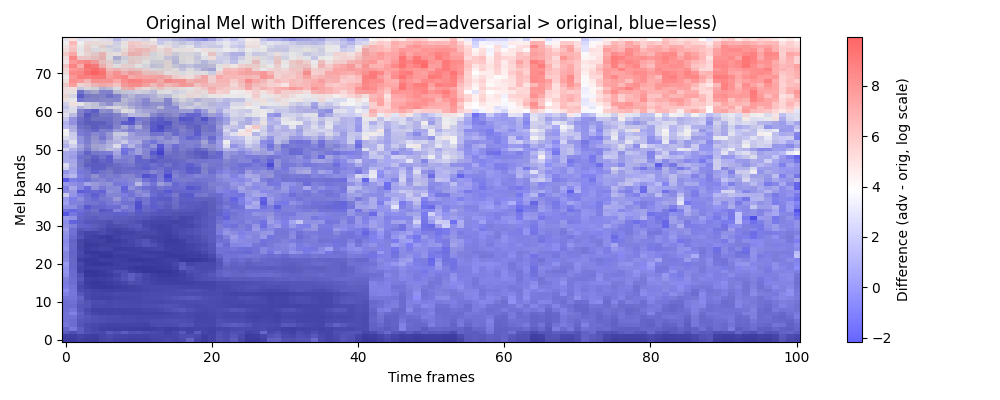 Original Mel with Differences (red=adversarial > original, blue=less)
Mel bands
70
60
50
40
30
20
10
0
0 20 40 60 80 100
Time frames
8
6
4
2
0
−2
Difference (adv - orig, log scale)